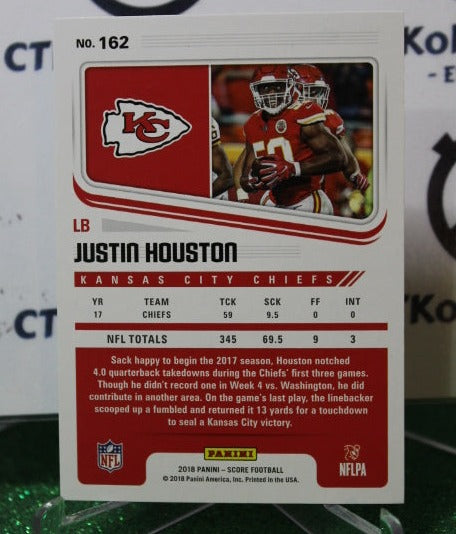 NO. 162
KC
50
LB
JUSTIN HOUSTON
KANSAS CITY CHIEFS
YR TEAM TCK SCK FF INT
17 CHIEFS 59 9.5 0 0
NFL TOTALS 345 69.5 9 3
Sack happy to begin the 2017 season, Houston notched
4.0 quarterback takedowns during the Chiefs' first three games.
Though he didn't record one in Week 4 vs. Washington, he did
contribute in another area. On the game's last play, the linebacker
scooped up a fumbled and returned it 13 yards for a touchdown
to seal a Kansas City victory.
NFL
PANINI
NFLPA
2018 PANINI – SCORE FOOTBALL
© 2018 Panini America, Inc. Printed in the USA.